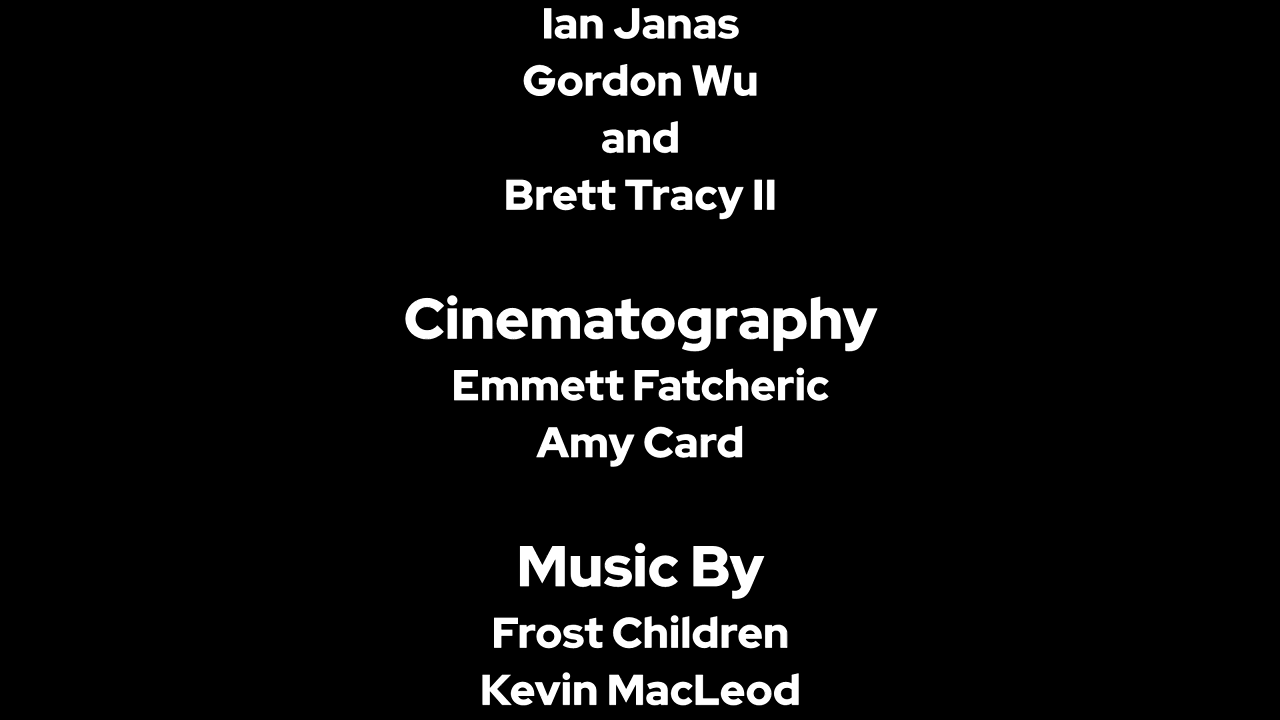 Ian Janas
Gordon Wu
and
Brett Tracy II
Cinematography
Emmett Fatcheric
Amy Card
Music By
Frost Children
Kevin MacLeod